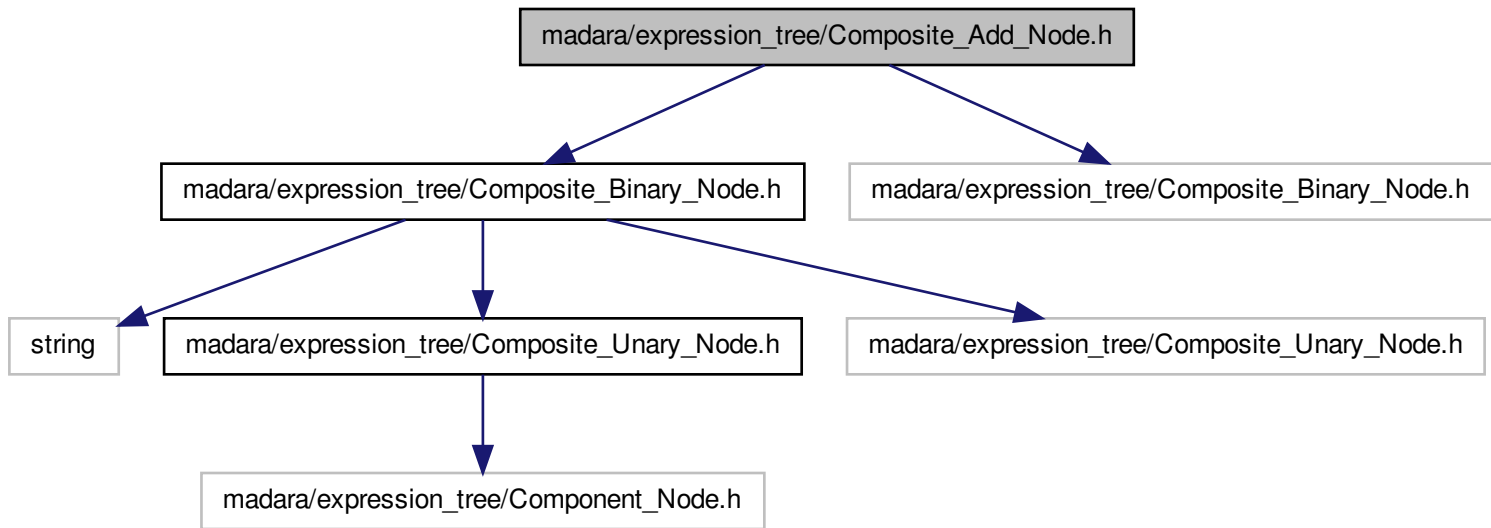 madara/expression_tree/Composite_Add_Node.h
madara/expression_tree/Composite_Binary_Node.h
madara/expression_tree/Composite_Binary_Node.h
string
madara/expression_tree/Composite_Unary_Node.h
madara/expression_tree/Composite_Unary_Node.h
madara/expression_tree/Component_Node.h